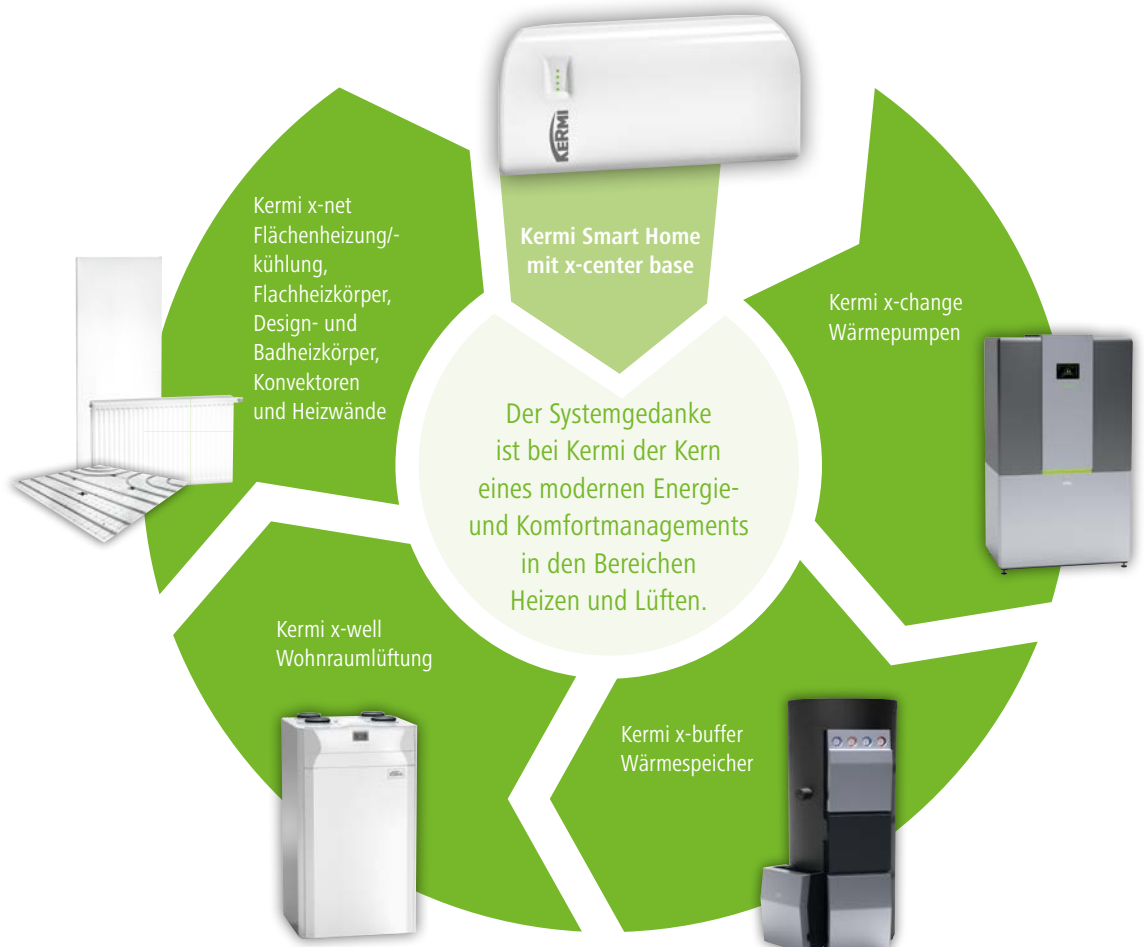 KERMI
Kermi Smart Home
mit x-center base
Kermi x-change
Wärmepumpen
Kermi x-buffer
Wärmespeicher
Kermi x-well
Wohnraumlüftung
Kermi x-net
Flächenheizung/-
kühlung,
Flachheizkörper,
Design- und
Badheizkörper,
Konvektoren
und Heizwände
Der Systemgedanke
ist bei Kermi der Kern
eines modernen Energie-
und Komfortmanagements
in den Bereichen
Heizen und Lüften.